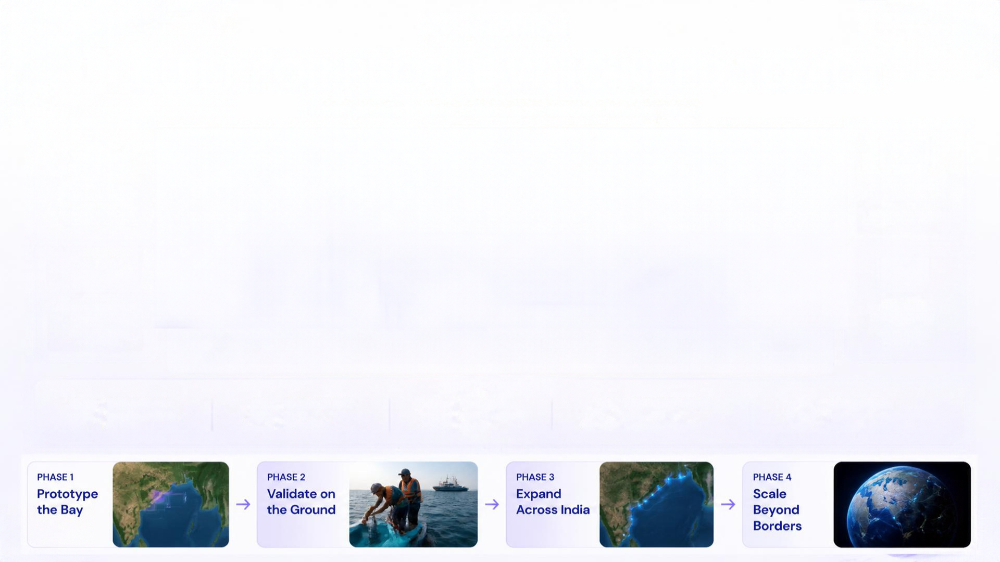 PHASE 1
Prototype
the Bay
PHASE 2
Validate on
the Ground
PHASE 3
Expand
Across India
PHASE 4
Scale
Beyond
Borders